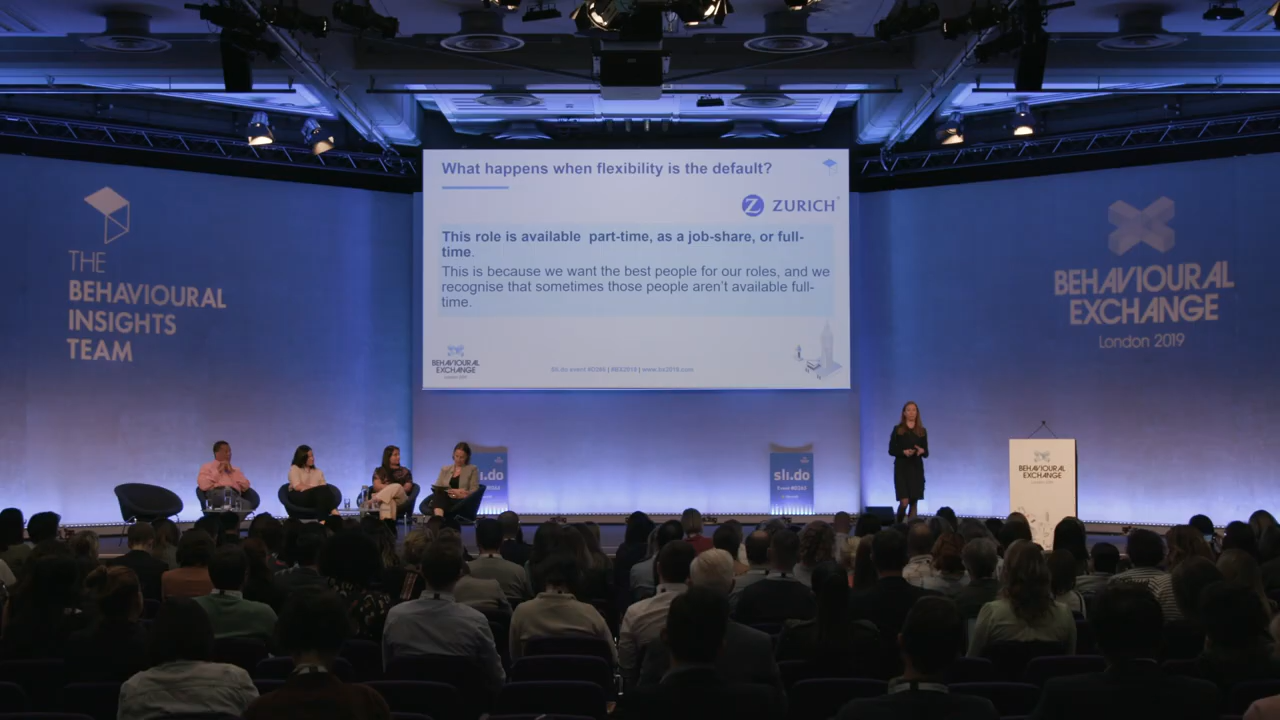 What happens when flexibility is the default?
ZURICH
This role is available part-time, as a job-share, or full-
time.
This is because we want the best people for our roles, and we
recognise that sometimes those people aren't available full-
time.
BEHAVIOURAL
EXCHANGE
London 2019
THE
BEHAVIOURAL
INSIGHTS
TEAM
BEHAVIOURAL
EXCHANGE
London 2019
sli.do
sli.do
BEHAVIOURAL
EXCHANGE